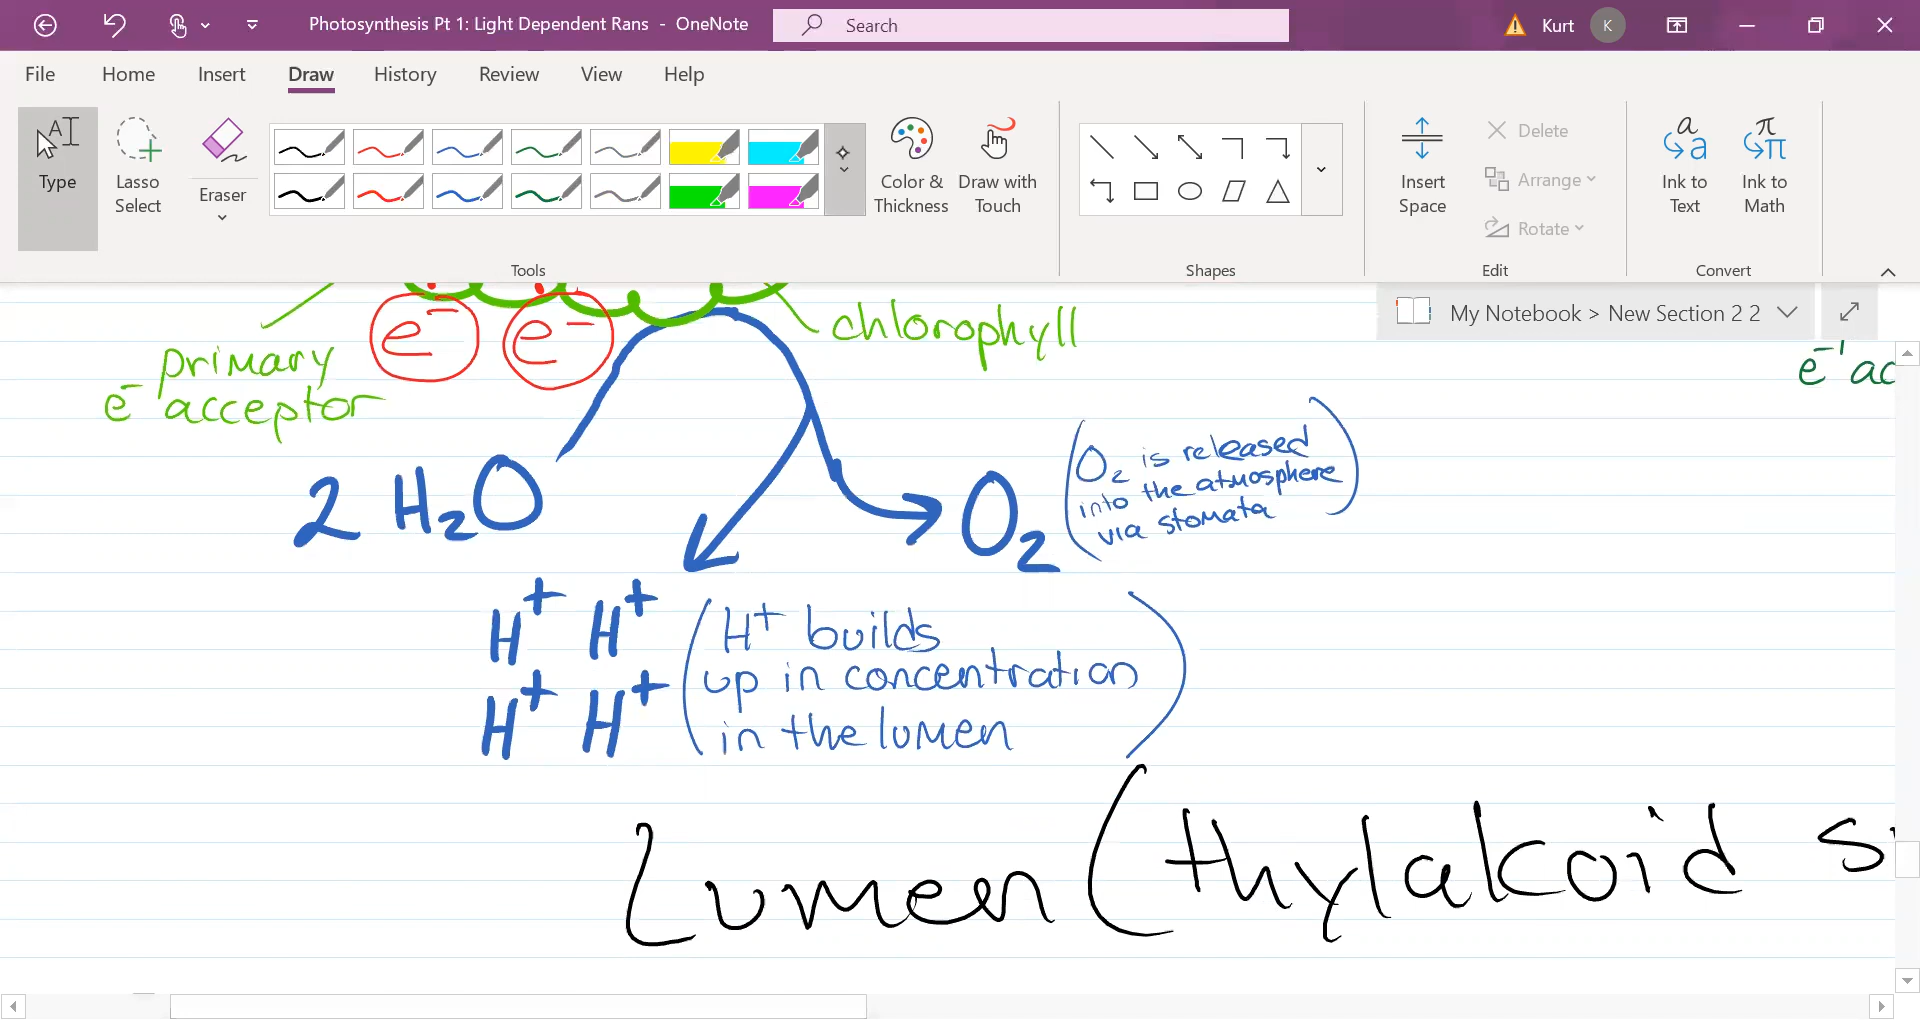 Photosynthesis Pt 1: Light Dependent Rans - OneNote
Search
Kurt
K
File Home Insert Draw History Review View Help
Type
Lasso Select
Eraser
Color & Thickness
Draw with Touch
Insert Space
Delete
Arrange
Rotate
Ink to Text
Ink to Math
Tools
Shapes
Edit
Convert
My Notebook > New Section 2 2
e⁻ e⁻
chlorophyll
primary
e⁻ acceptor
e⁻ ac
2 H₂O
O₂
(O₂ is released
into the atmosphere
via stomata)
H⁺ H⁺
H⁺ H⁺
(H⁺ builds
up in concentration
in the lumen)
Lumen (thylakoid s